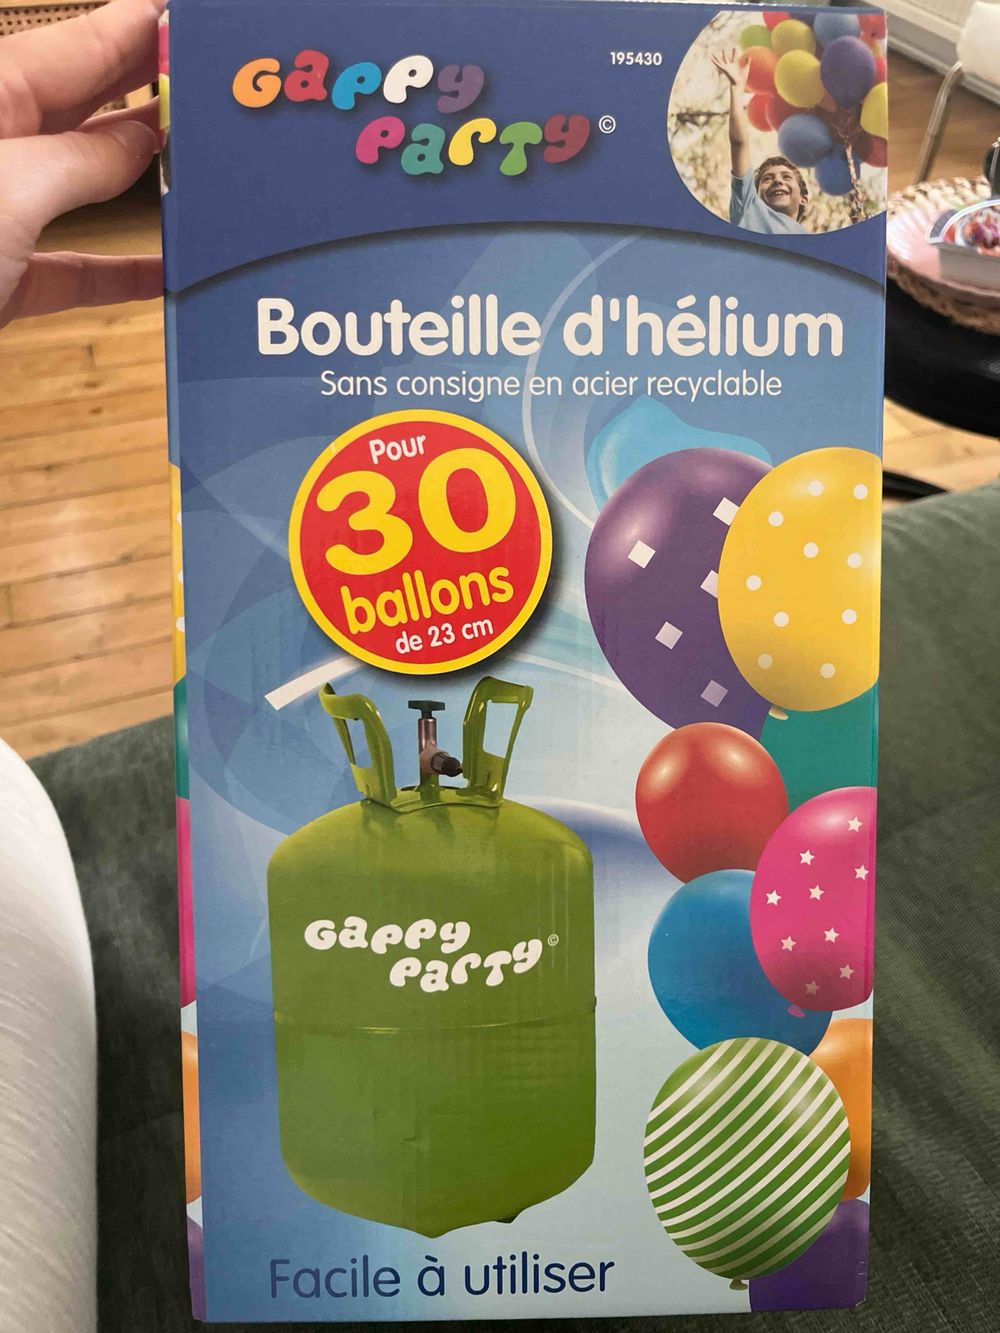 Gappy
Party ©
195430
Bouteille d'hélium
Sans consigne en acier recyclable
Pour
30
ballons
de 23 cm
Gappy
Party ©
Facile à utiliser